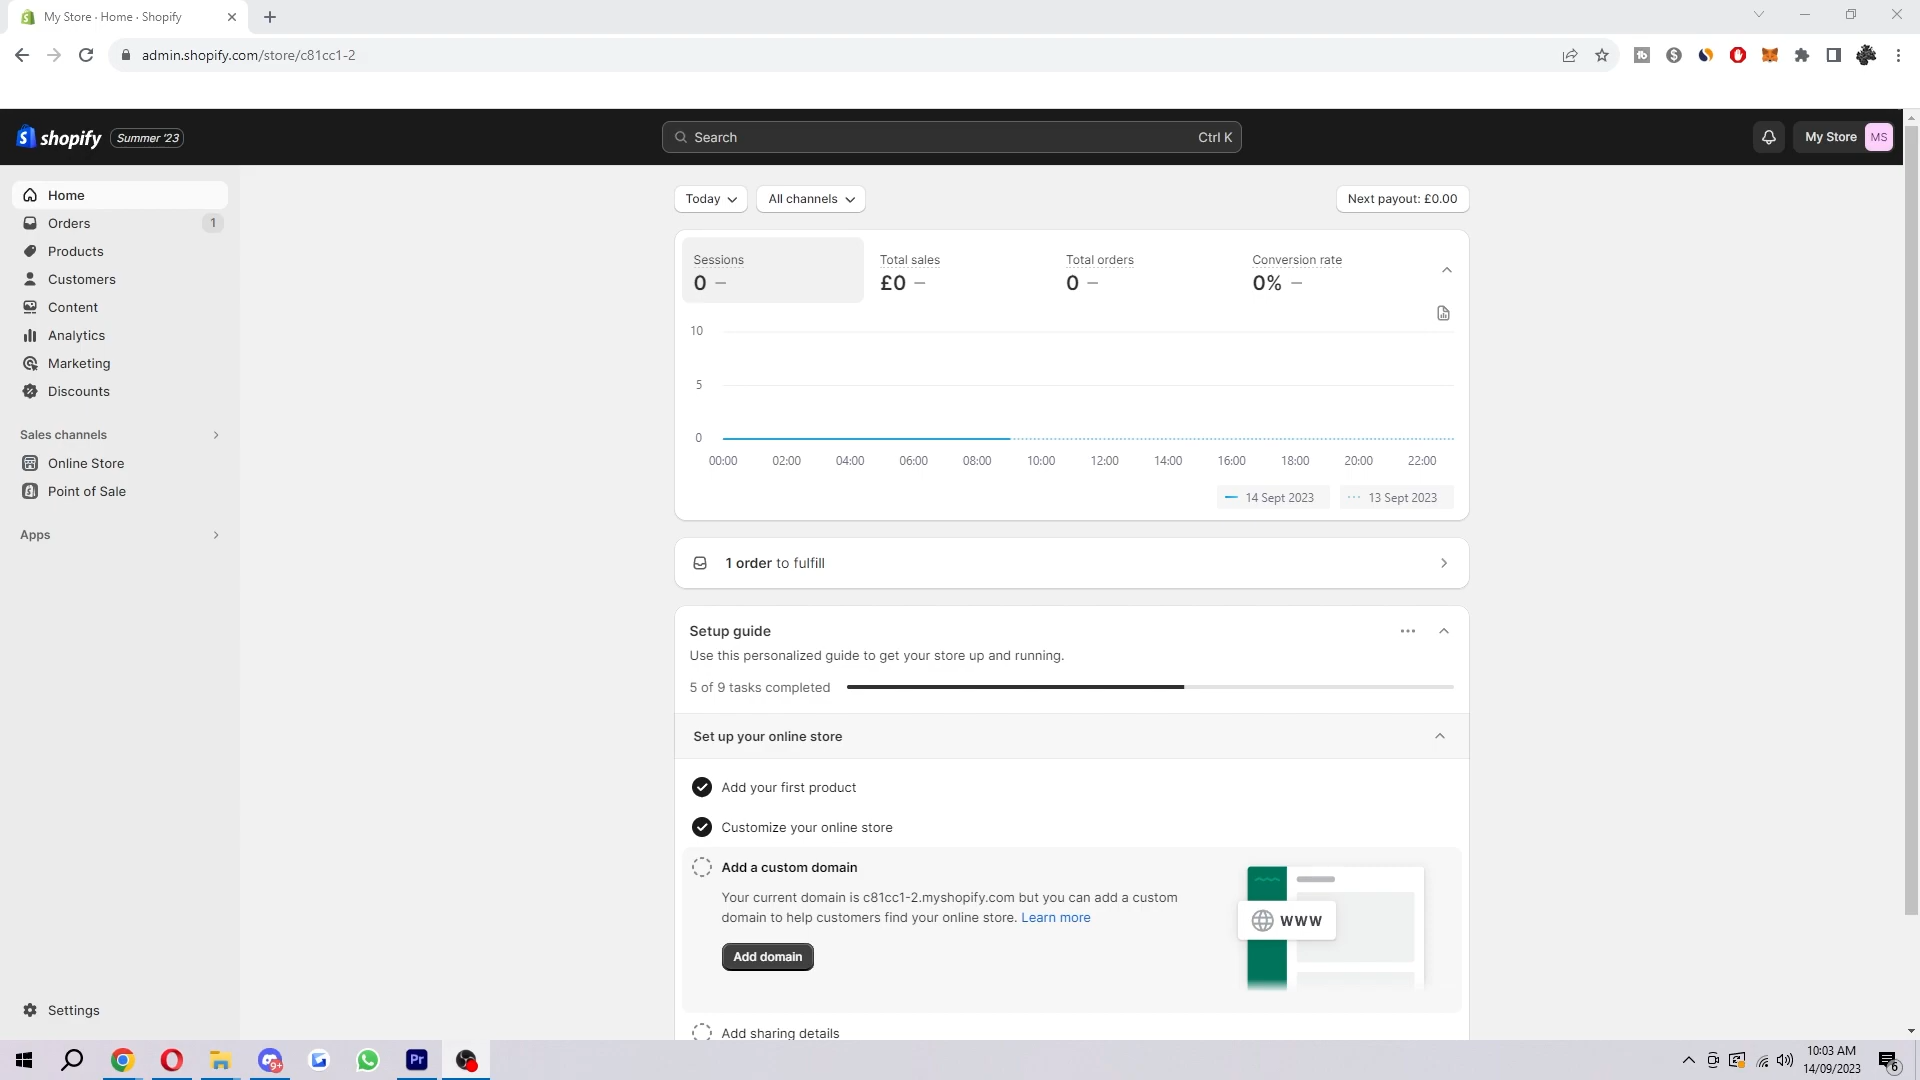 My Store · Home · Shopify
admin.shopify.com/store/c81cc1-2
shopify Summer '23
Search Ctrl K
My Store MS
Home
Orders 1
Products
Customers
Content
Analytics
Marketing
Discounts
Sales channels
Online Store
Point of Sale
Apps
Settings
Today All channels Next payout: £0.00
Sessions Total sales Total orders Conversion rate
0 – £0 – 0 – 0% –
10
5
0
00:00 02:00 04:00 06:00 08:00 10:00 12:00 14:00 16:00 18:00 20:00 22:00
14 Sept 2023 13 Sept 2023
1 order to fulfill
Setup guide
Use this personalized guide to get your store up and running.
5 of 9 tasks completed
Set up your online store
Add your first product
Customize your online store
Add a custom domain
Your current domain is c81cc1-2.myshopify.com but you can add a custom
domain to help customers find your online store. Learn more
Add domain
WWW
Add sharing details
9+
Pr
10:03 AM
14/09/2023
6